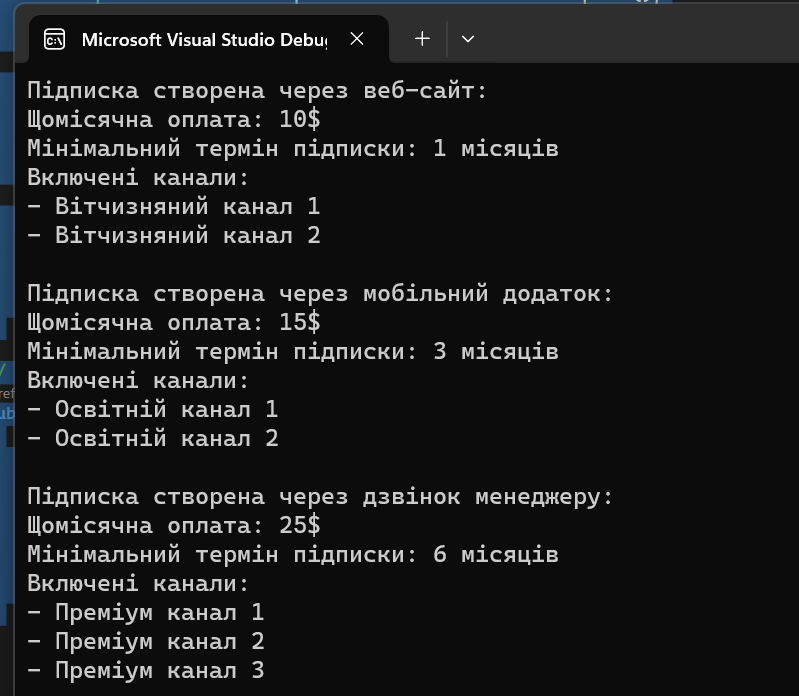 Microsoft Visual Studio Debu
Підписка створена через веб-сайт:
Щомісячна оплата: 10$
Мінімальний термін підписки: 1 місяців
Включені канали:
- Вітчизняний канал 1
- Вітчизняний канал 2
Підписка створена через мобільний додаток:
Щомісячна оплата: 15$
Мінімальний термін підписки: 3 місяців
Включені канали:
- Освітній канал 1
- Освітній канал 2
Підписка створена через дзвінок менеджеру:
Щомісячна оплата: 25$
Мінімальний термін підписки: 6 місяців
Включені канали:
- Преміум канал 1
- Преміум канал 2
- Преміум канал 3